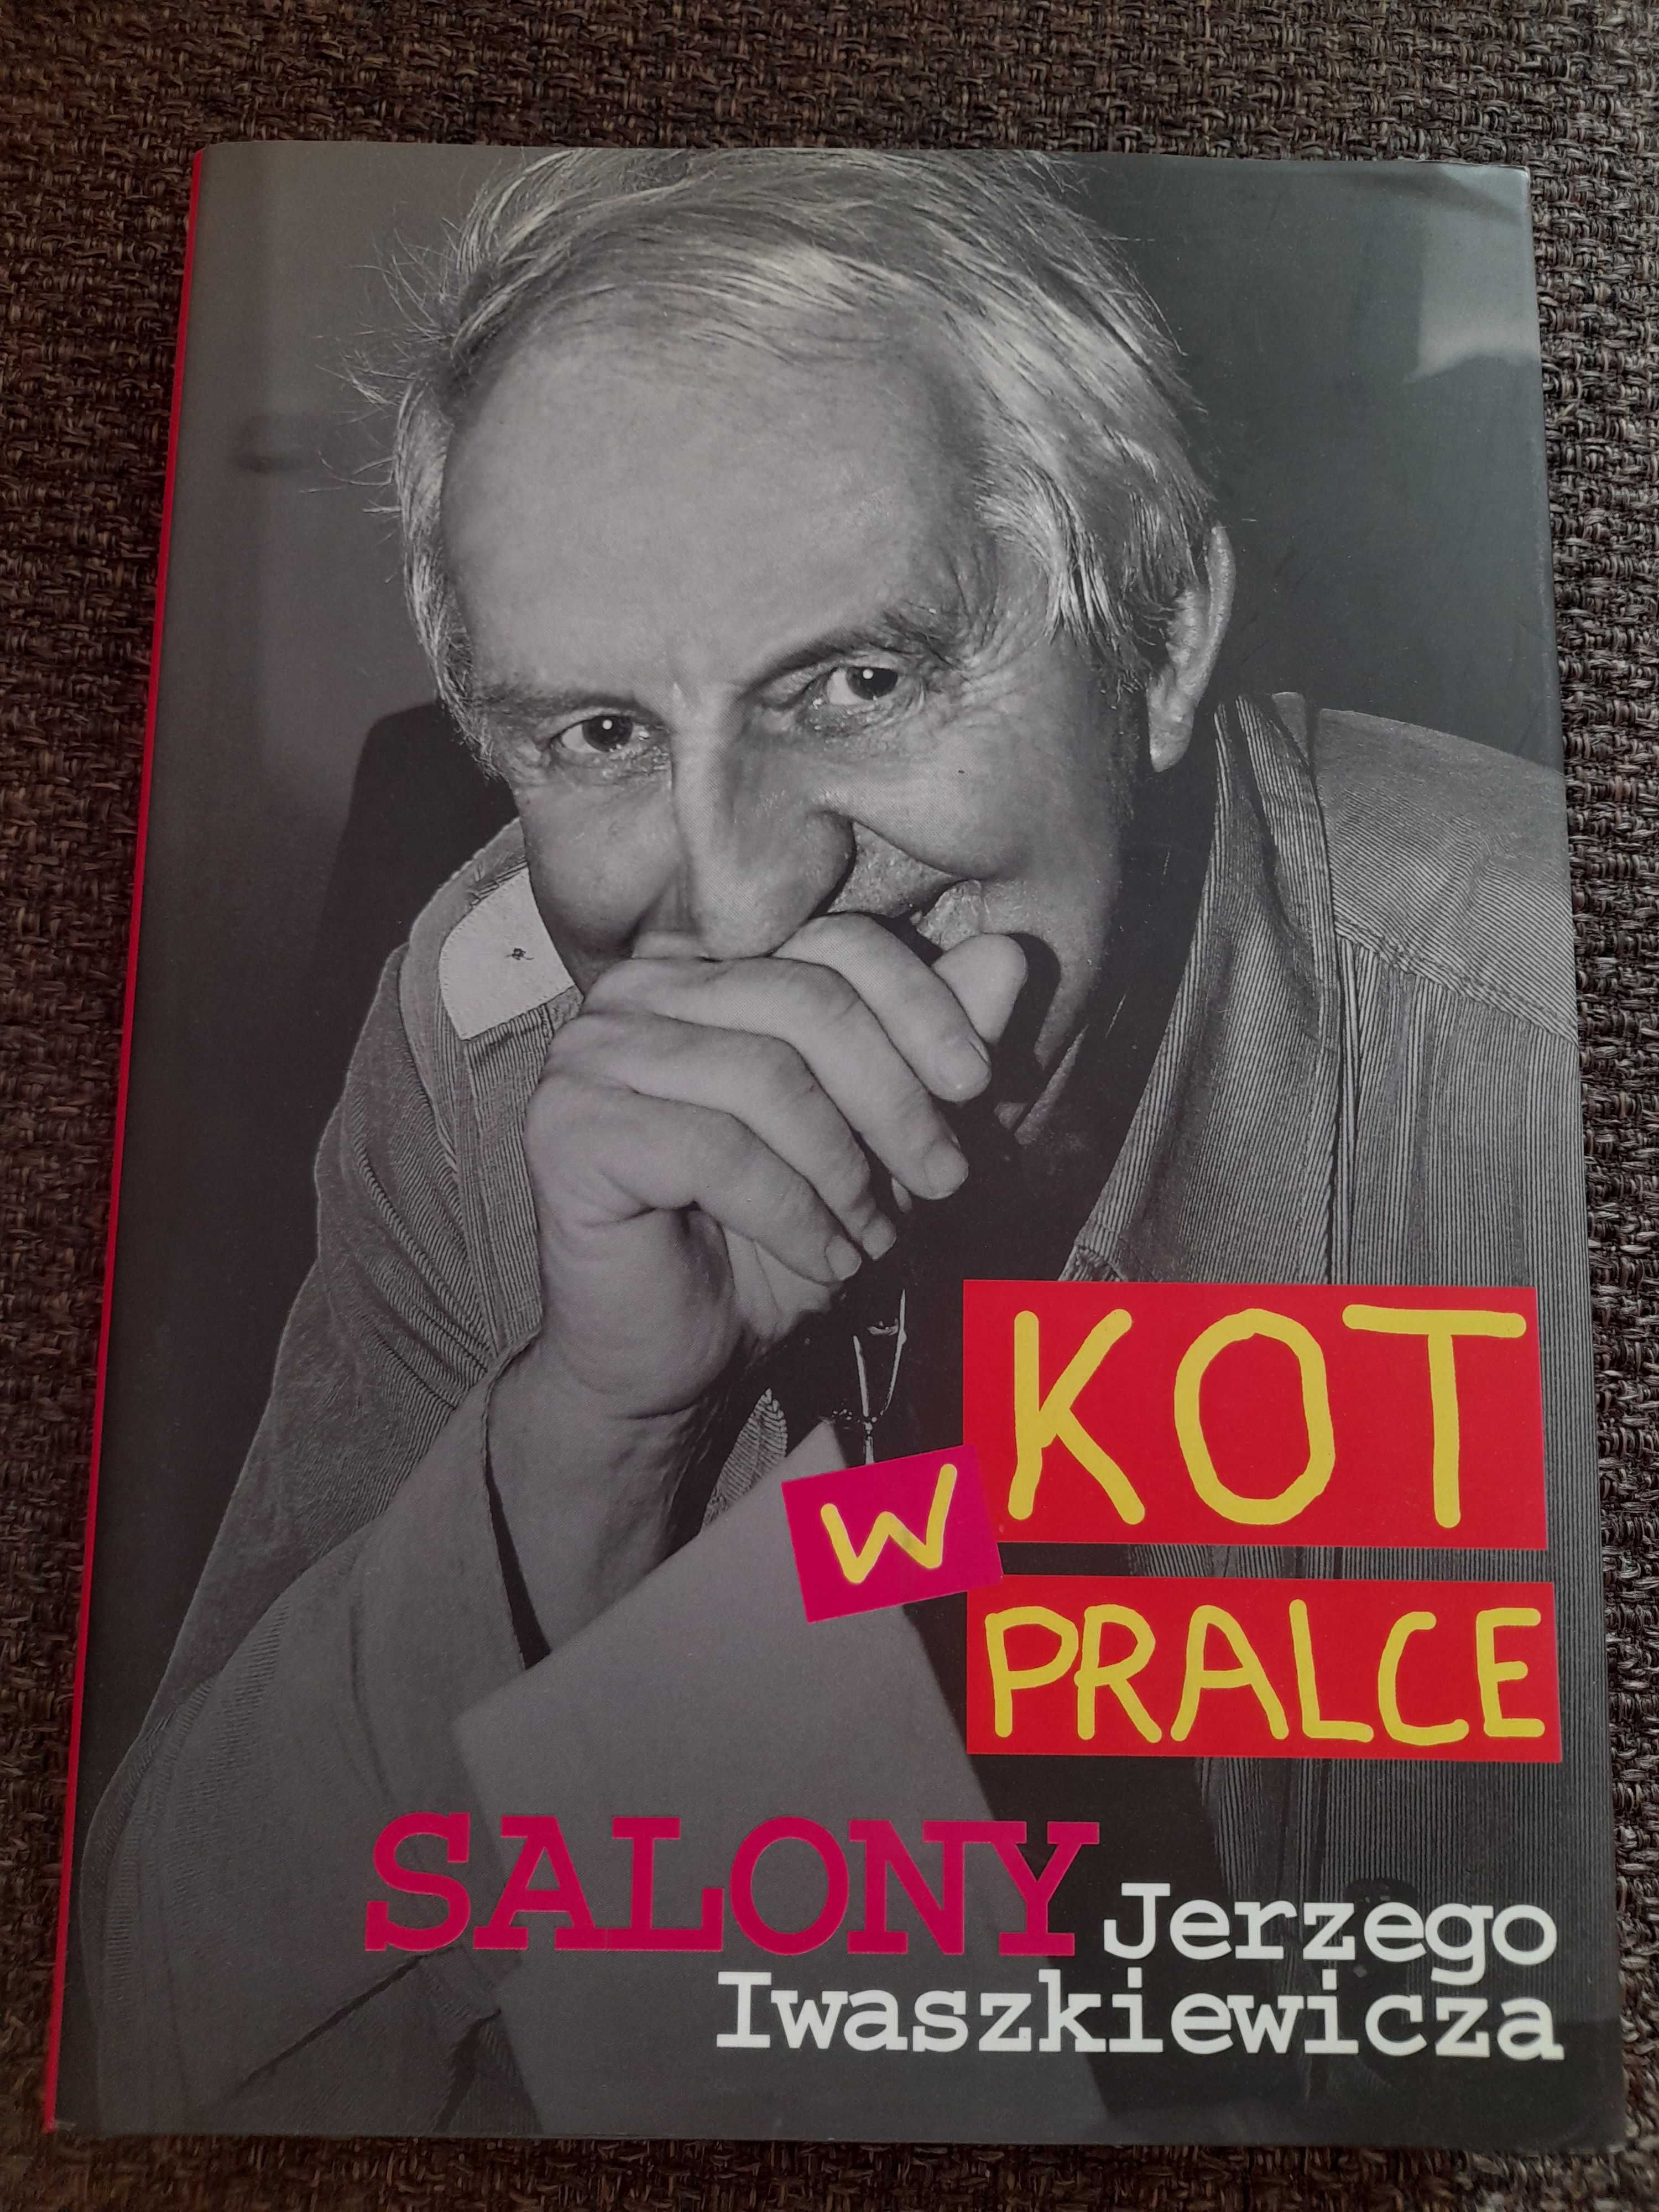 KOT
w
PRALCE
SALONY Jerzego
Iwaszkiewicza